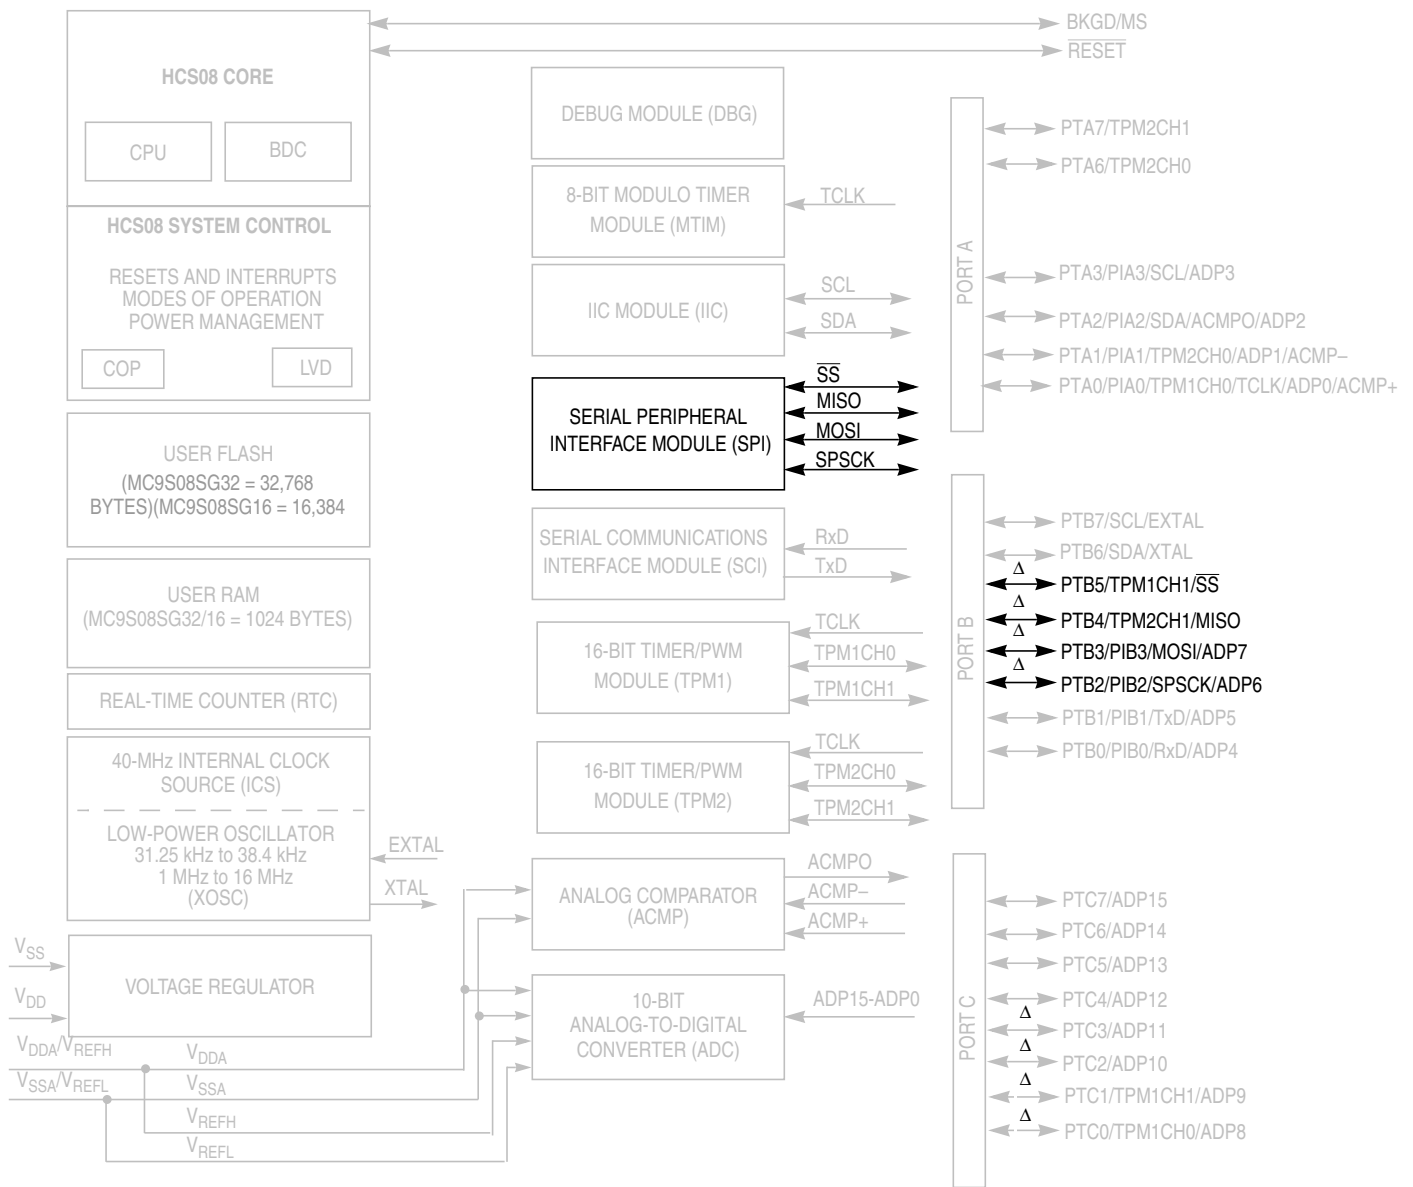 BKGD/MS
RESET
HCS08 CORE
CPU
BDC
HCS08 SYSTEM CONTROL
RESETS AND INTERRUPTS
MODES OF OPERATION
POWER MANAGEMENT
COP
LVD
USER FLASH
(MC9S08SG32 = 32,768
BYTES)(MC9S08SG16 = 16,384
USER RAM
(MC9S08SG32/16 = 1024 BYTES)
REAL-TIME COUNTER (RTC)
40-MHz INTERNAL CLOCK
SOURCE (ICS)
LOW-POWER OSCILLATOR
31.25 kHz to 38.4 kHz
1 MHz to 16 MHz
(XOSC)
EXTAL
XTAL
VSS
VDD
VOLTAGE REGULATOR
VDDA/VREFH
VSSA/VREFL
VDDA
VSSA
VREFH
VREFL
DEBUG MODULE (DBG)
8-BIT MODULO TIMER
MODULE (MTIM)
TCLK
IIC MODULE (IIC)
SCL
SDA
SERIAL PERIPHERAL
INTERFACE MODULE (SPI)
SS
MISO
MOSI
SPSCK
SERIAL COMMUNICATIONS
INTERFACE MODULE (SCI)
RxD
TxD
16-BIT TIMER/PWM
MODULE (TPM1)
TCLK
TPM1CH0
TPM1CH1
16-BIT TIMER/PWM
MODULE (TPM2)
TCLK
TPM2CH0
TPM2CH1
ANALOG COMPARATOR
(ACMP)
ACMPO
ACMP–
ACMP+
10-BIT
ANALOG-TO-DIGITAL
CONVERTER (ADC)
ADP15-ADP0
PORT A
PTA7/TPM2CH1
PTA6/TPM2CH0
PTA3/PIA3/SCL/ADP3
PTA2/PIA2/SDA/ACMPO/ADP2
PTA1/PIA1/TPM2CH0/ADP1/ACMP–
PTA0/PIA0/TPM1CH0/TCLK/ADP0/ACMP+
PORT B
PTB7/SCL/EXTAL
PTB6/SDA/XTAL
Δ PTB5/TPM1CH1/SS
Δ PTB4/TPM2CH1/MISO
Δ PTB3/PIB3/MOSI/ADP7
Δ PTB2/PIB2/SPSCK/ADP6
PTB1/PIB1/TxD/ADP5
PTB0/PIB0/RxD/ADP4
PORT C
PTC7/ADP15
PTC6/ADP14
PTC5/ADP13
PTC4/ADP12
Δ PTC3/ADP11
Δ PTC2/ADP10
Δ PTC1/TPM1CH1/ADP9
Δ PTC0/TPM1CH0/ADP8